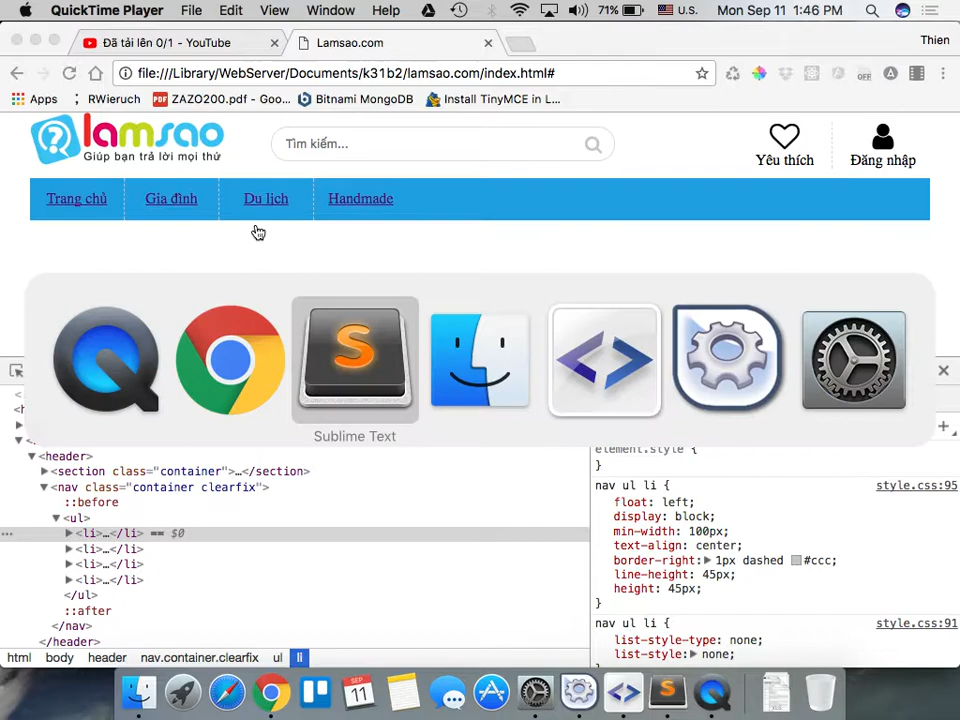 QuickTime Player File Edit View Window Help 71% U.S. Mon Sep 11 1:46 PM
Đã tải lên 0/1 - YouTube × Lamsao.com × Thien
file:///Library/WebServer/Documents/k31b2/lamsao.com/index.html#
Apps RWieruch ZAZO200.pdf - Goo... Bitnami MongoDB Install TinyMCE in L...
lamsao
Giúp bạn trả lời mọi thứ
Tìm kiếm...
Yêu thích Đăng nhập
Trang chủ Gia đình Du lịch Handmade
Sublime Text
<header>
<section class="container">…</section>
<nav class="container clearfix">
::before
<ul>
<li>…</li> == $0
<li>…</li>
<li>…</li>
<li>…</li>
</ul>
::after
</nav>
</header>
element.style {
}
nav ul li { style.css:95
float: left;
display: block;
min-width: 100px;
text-align: center;
border-right: 1px dashed #ccc;
line-height: 45px;
height: 45px;
}
nav ul li { style.css:91
list-style-type: none;
list-style: none;
html body header nav.container.clearfix ul li
SEP
11